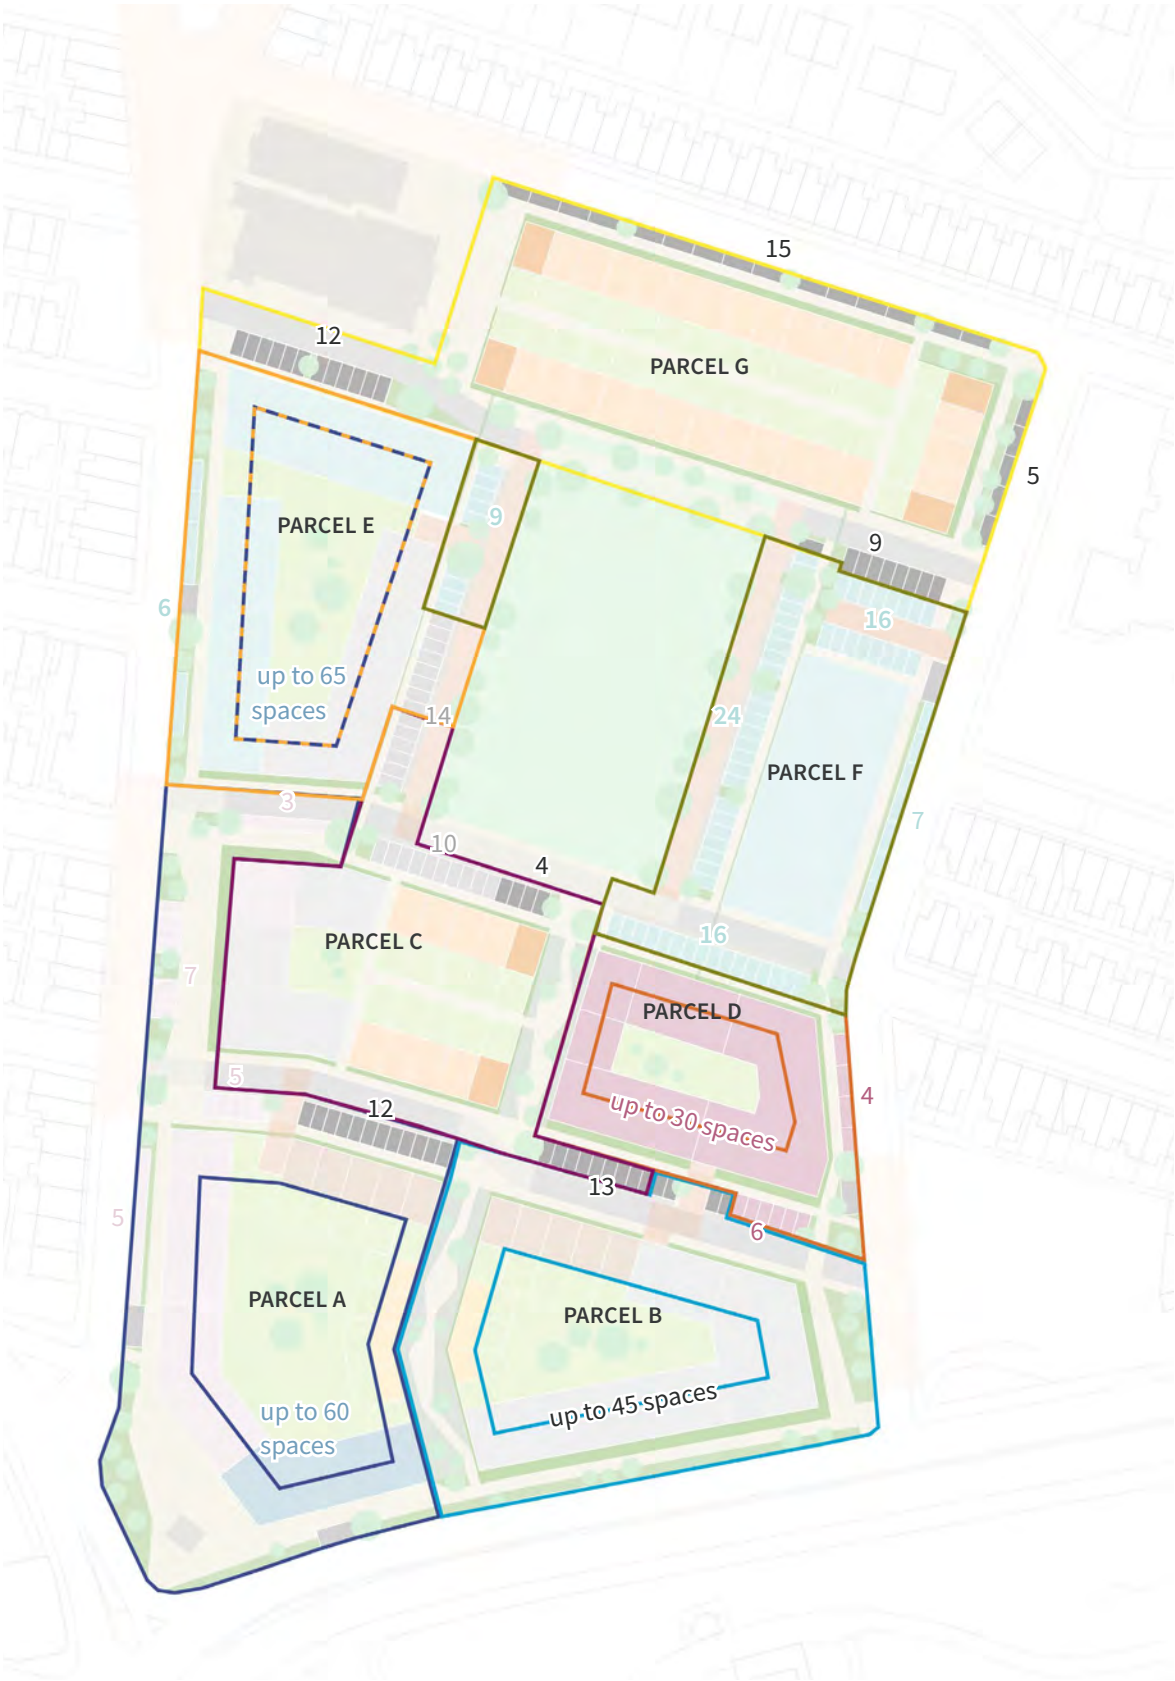 15
12
PARCEL G
5
PARCEL E
9
9
6
16
up to 65
spaces
14
24
PARCEL F
3
7
10
4
16
PARCEL C
7
PARCEL D
5
4
up to 30 spaces
12
13
5
6
PARCEL A
PARCEL B
up to 45 spaces
up to 60
spaces